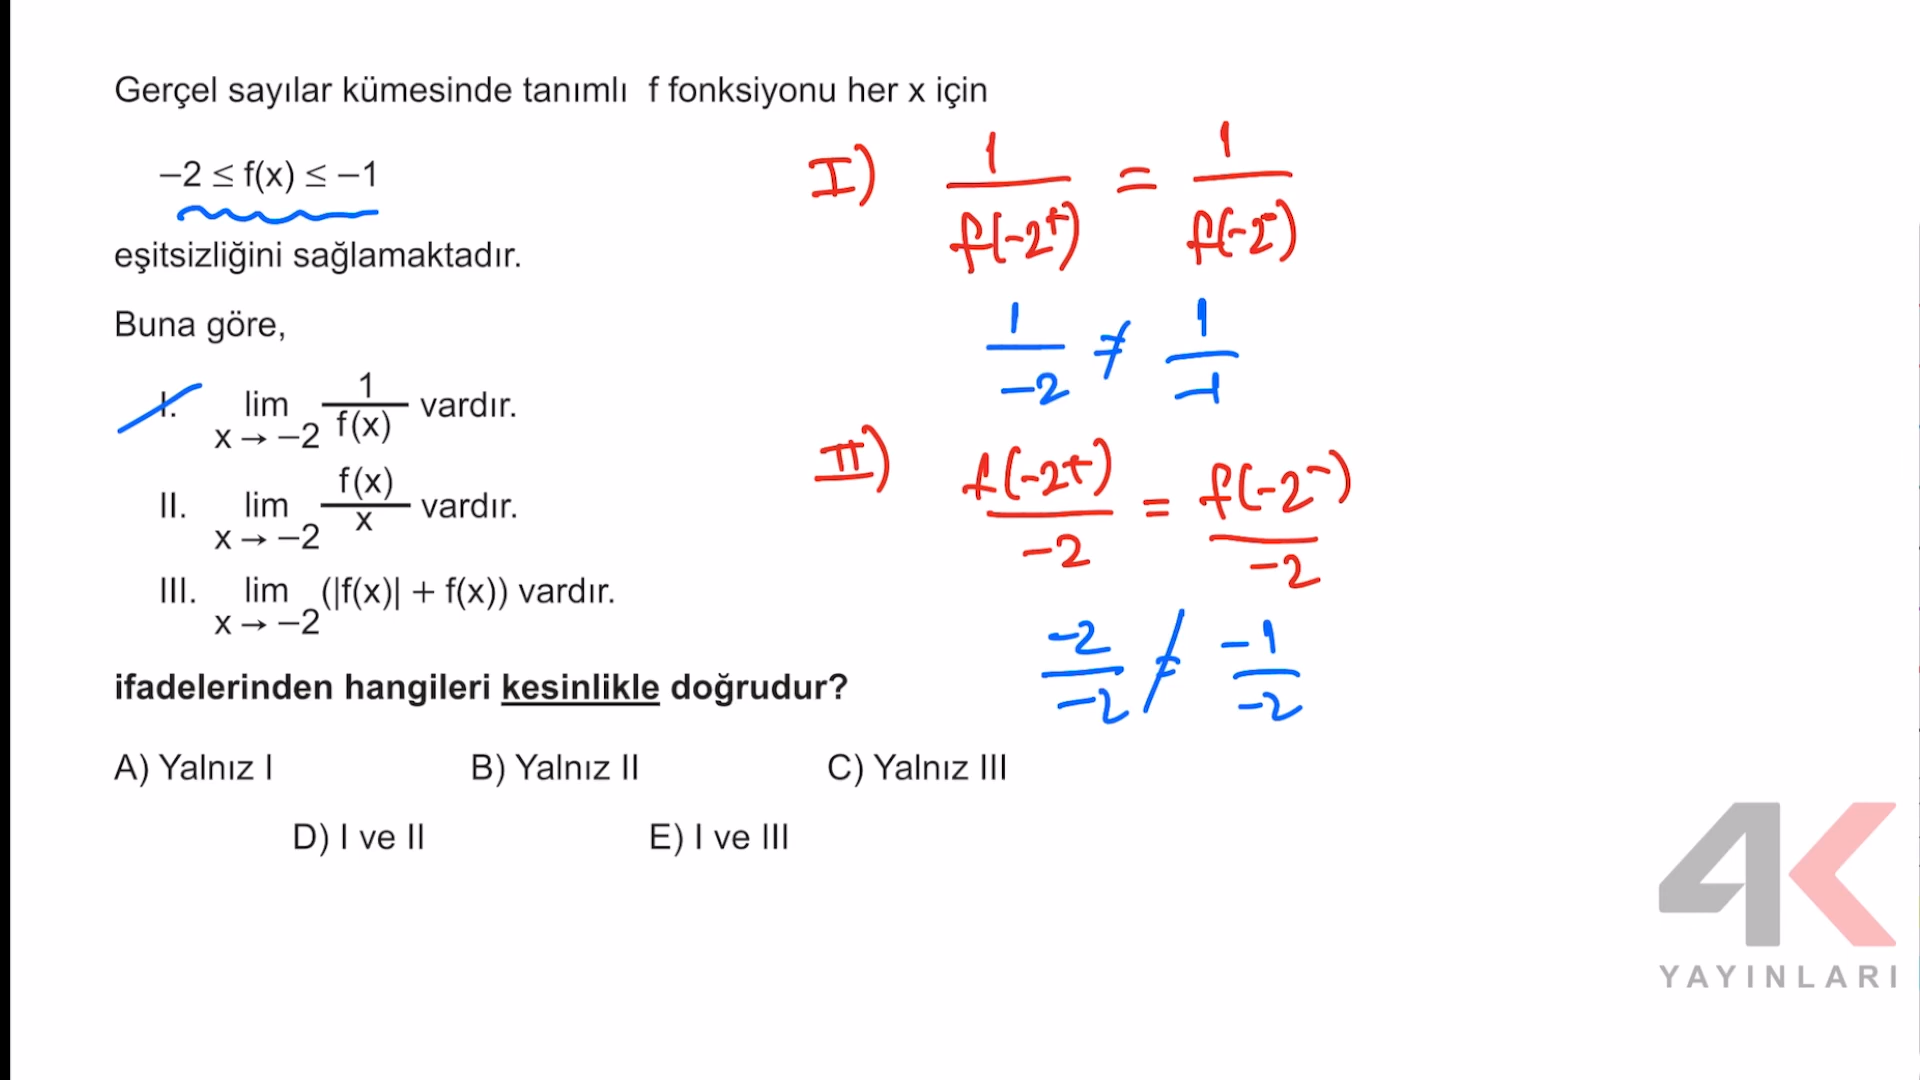 Gerçel sayılar kümesinde tanımlı f fonksiyonu her x için
−2 ≤ f(x) ≤ −1
eşitsizliğini sağlamaktadır.
Buna göre,
I. lim x → −2 1/f(x) vardır.
II. lim x → −2 f(x)/x vardır.
III. lim x → −2 (|f(x)| + f(x)) vardır.
ifadelerinden hangileri kesinlikle doğrudur?
A) Yalnız I B) Yalnız II C) Yalnız III
D) I ve II E) I ve III
I) 1/f(-2⁺) = 1/f(-2⁻)
1/-2 ≠ 1/-1
II) f(-2⁺)/-2 = f(-2⁻)/-2
-2/-2 ≠ -1/-2
4K
YAYINLARI